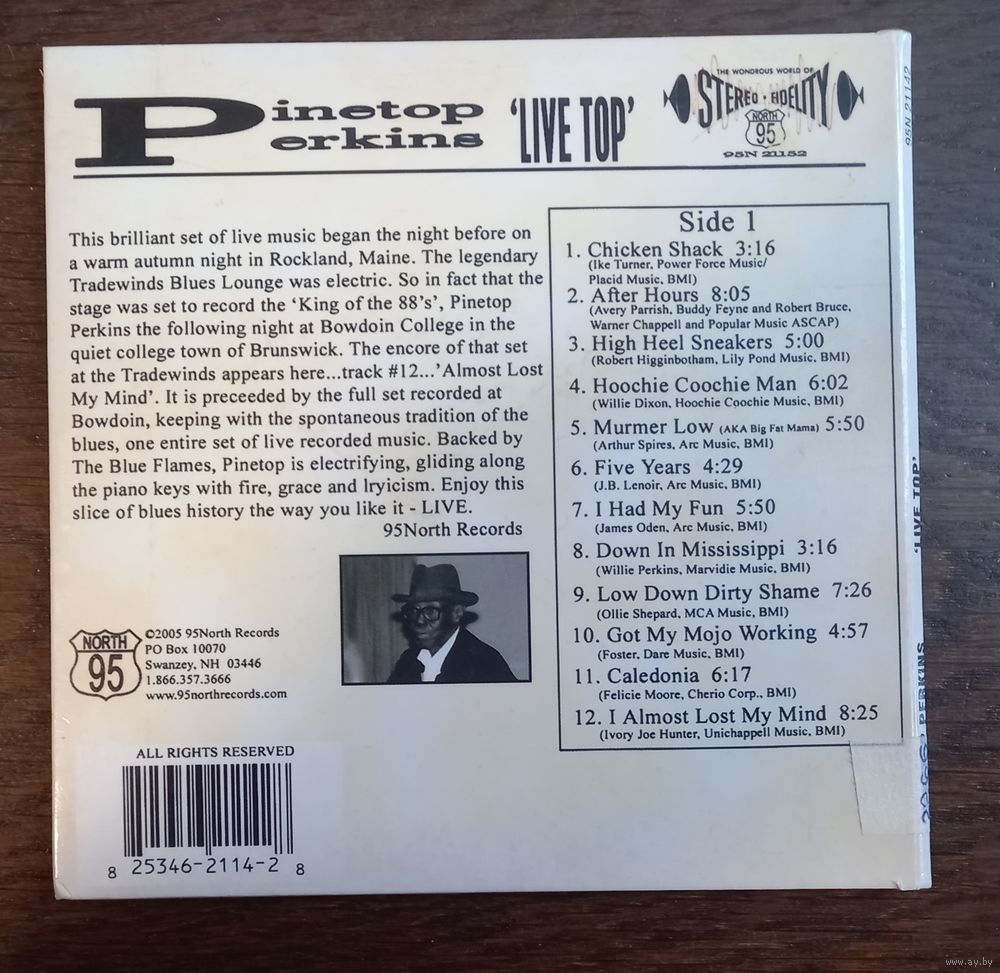 Pinetop
Perkins
'LIVE TOP'
THE WONDROUS WORLD OF
STEREO - FIDELITY
NORTH
95
95N 21152
95N 21142
This brilliant set of live music began the night before on
a warm autumn night in Rockland, Maine. The legendary
Tradewinds Blues Lounge was electric. So in fact that the
stage was set to record the 'King of the 88's', Pinetop
Perkins the following night at Bowdoin College in the
quiet college town of Brunswick. The encore of that set
at the Tradewinds appears here...track #12...'Almost Lost
My Mind'. It is preceeded by the full set recorded at
Bowdoin, keeping with the spontaneous tradition of the
blues, one entire set of live recorded music. Backed by
The Blue Flames, Pinetop is electrifying, gliding along
the piano keys with fire, grace and lryicism. Enjoy this
slice of blues history the way you like it - LIVE.
95North Records
NORTH
95
©2005 95North Records
PO Box 10070
Swanzey, NH 03446
1.866.357.3666
www.95northrecords.com
ALL RIGHTS RESERVED
8 25346-2114-2 8
Side 1
1. Chicken Shack 3:16
(Ike Turner, Power Force Music/
Placid Music, BMI)
2. After Hours 8:05
(Avery Parrish, Buddy Feyne and Robert Bruce,
Warner Chappell and Popular Music ASCAP)
3. High Heel Sneakers 5:00
(Robert Higginbotham, Lily Pond Music, BMI)
4. Hoochie Coochie Man 6:02
(Willie Dixon, Hoochie Coochie Music, BMI)
5. Murmer Low (AKA Big Fat Mama) 5:50
(Arthur Spires, Arc Music, BMI)
6. Five Years 4:29
(J.B. Lenoir, Arc Music, BMI)
7. I Had My Fun 5:50
(James Oden, Arc Music, BMI)
8. Down In Mississippi 3:16
(Willie Perkins, Marvidie Music, BMI)
9. Low Down Dirty Shame 7:26
(Ollie Shepard, MCA Music, BMI)
10. Got My Mojo Working 4:57
(Foster, Dare Music, BMI)
11. Caledonia 6:17
(Felicie Moore, Cherio Corp., BMI)
12. I Almost Lost My Mind 8:25
(Ivory Joe Hunter, Unichappell Music, BMI)
'LIVE TOP'
PERKINS
www.ay.by